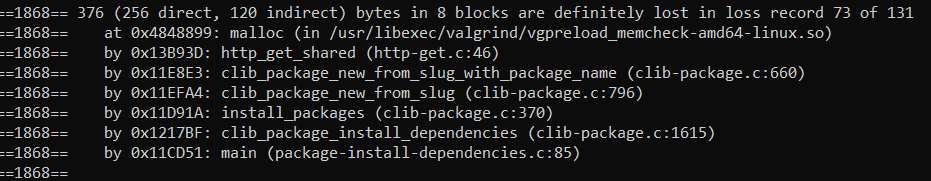 ==1868== 376 (256 direct, 120 indirect) bytes in 8 blocks are definitely lost in loss record 73 of 131
==1868==    at 0x4848899: malloc (in /usr/libexec/valgrind/vgpreload_memcheck-amd64-linux.so)
==1868==    by 0x13B93D: http_get_shared (http-get.c:46)
==1868==    by 0x11E8E3: clib_package_new_from_slug_with_package_name (clib-package.c:660)
==1868==    by 0x11EFA4: clib_package_new_from_slug (clib-package.c:796)
==1868==    by 0x11D91A: install_packages (clib-package.c:370)
==1868==    by 0x1217BF: clib_package_install_dependencies (clib-package.c:1615)
==1868==    by 0x11CD51: main (package-install-dependencies.c:85)
==1868==